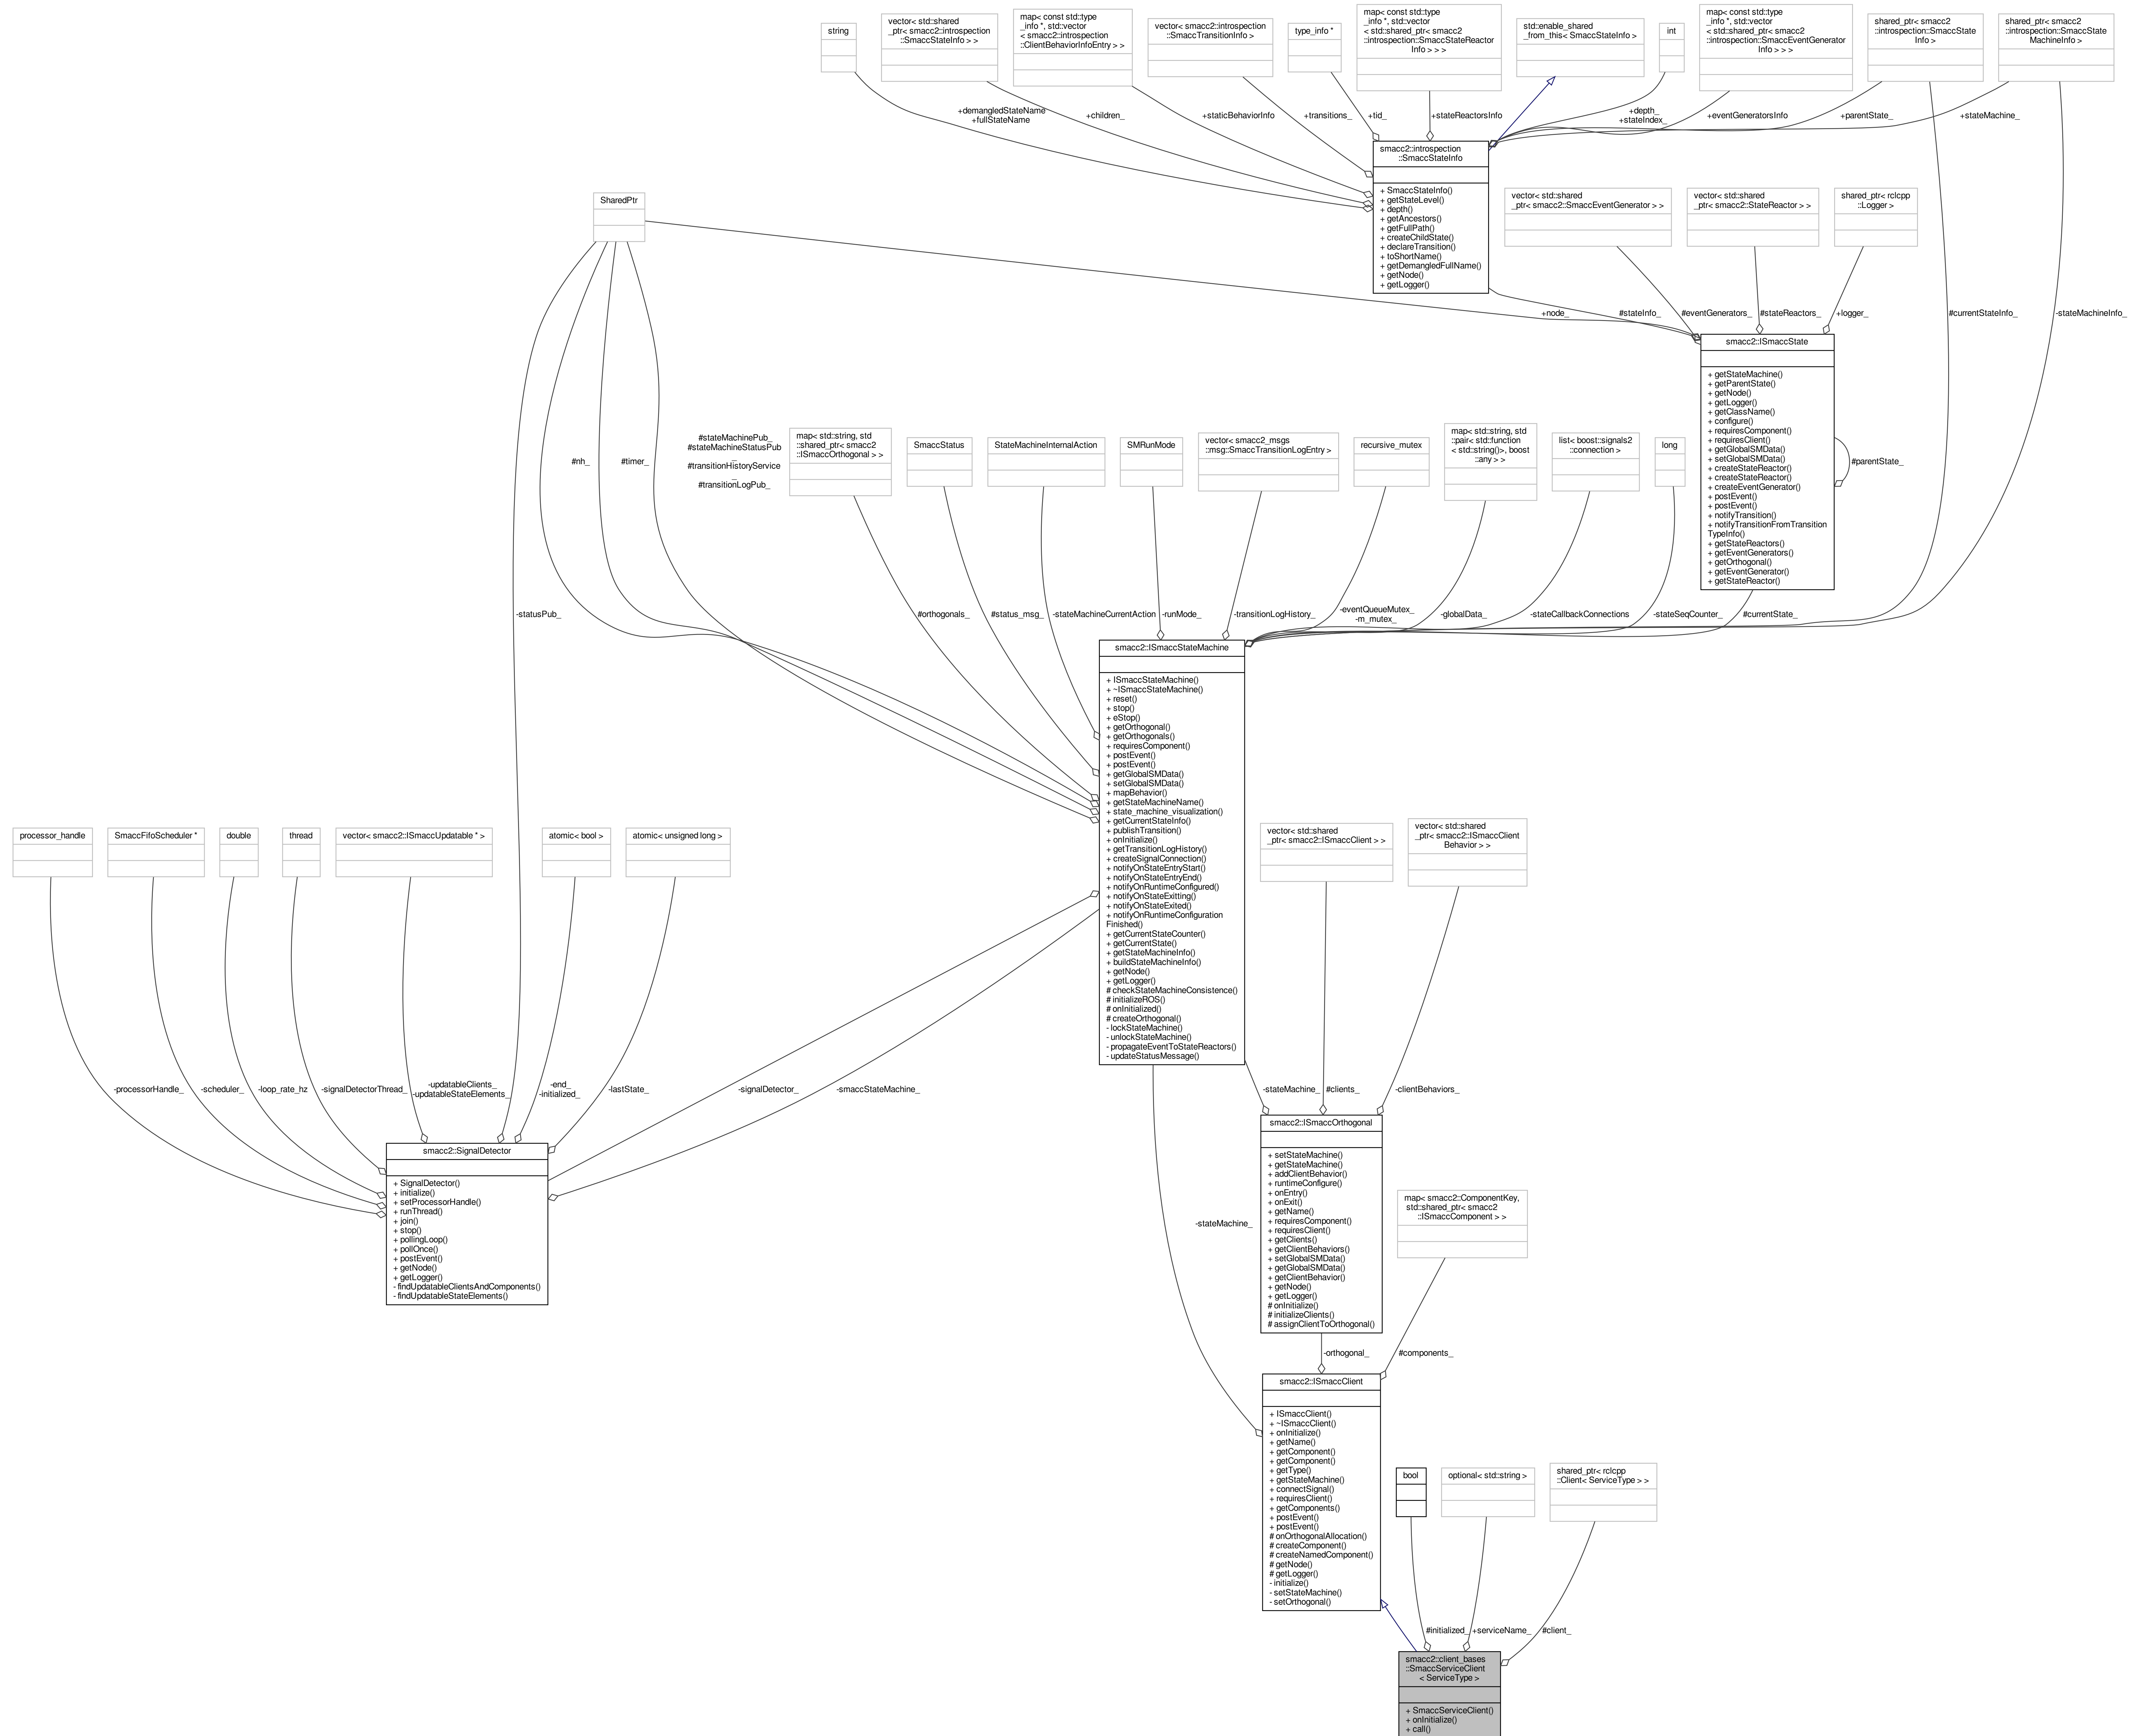 string
vector< std::shared
_ptr< smacc2::introspection
::SmaccStateInfo > >
map< const std::type
_info *, std::vector
< smacc2::introspection
::ClientBehaviorInfoEntry > >
vector< smacc2::introspection
::SmaccTransitionInfo >
type_info *
map< const std::type
_info *, std::vector
< std::shared_ptr< smacc2
::introspection::SmaccStateReactor
Info > > >
std::enable_shared
_from_this< SmaccStateInfo >
int
map< const std::type
_info *, std::vector
< std::shared_ptr< smacc2
::introspection::SmaccEventGenerator
Info > > >
shared_ptr< smacc2
::introspection::SmaccState
Info >
shared_ptr< smacc2
::introspection::SmaccState
MachineInfo >
+demangledStateName
+fullStateName
+children_
+staticBehaviorInfo
+transitions_
+tid_
+stateReactorsInfo
+depth_
+stateIndex_
+eventGeneratorsInfo
+parentState_
+stateMachine_
smacc2::introspection
::SmaccStateInfo
+ SmaccStateInfo()
+ getStateLevel()
+ depth()
+ getAncestors()
+ getFullPath()
+ createChildState()
+ declareTransition()
+ toShortName()
+ getDemangledFullName()
+ getNode()
+ getLogger()
SharedPtr
vector< std::shared
_ptr< smacc2::SmaccEventGenerator > >
vector< std::shared
_ptr< smacc2::StateReactor > >
shared_ptr< rclcpp
::Logger >
+node_
#stateInfo_
#eventGenerators_
#stateReactors_
+logger_
#currentStateInfo_
-stateMachineInfo_
smacc2::ISmaccState
+ getStateMachine()
+ getParentState()
+ getNode()
+ getLogger()
+ getClassName()
+ configure()
+ requiresComponent()
+ requiresClient()
+ getGlobalSMData()
+ setGlobalSMData()
+ createStateReactor()
+ createStateReactor()
+ createEventGenerator()
+ postEvent()
+ postEvent()
+ notifyTransition()
+ notifyTransitionFromTransition
TypeInfo()
+ getStateReactors()
+ getEventGenerators()
+ getOrthogonal()
+ getEventGenerator()
+ getStateReactor()
#parentState_
#nh_
#timer_
#stateMachinePub_
#stateMachineStatusPub
_
#transitionHistoryService
_
#transitionLogPub_
map< std::string, std
::shared_ptr< smacc2
::ISmaccOrthogonal > >
SmaccStatus
StateMachineInternalAction
SMRunMode
vector< smacc2_msgs
::msg::SmaccTransitionLogEntry >
recursive_mutex
map< std::string, std
::pair< std::function
< std::string()>, boost
::any > >
list< boost::signals2
::connection >
long
-statusPub_
#orthogonals_
#status_msg_
-stateMachineCurrentAction
-runMode_
-transitionLogHistory_
-eventQueueMutex_
-m_mutex_
-globalData_
-stateCallbackConnections
-stateSeqCounter_
#currentState_
smacc2::ISmaccStateMachine
+ ISmaccStateMachine()
+ ~ISmaccStateMachine()
+ reset()
+ stop()
+ eStop()
+ getOrthogonal()
+ getOrthogonals()
+ requiresComponent()
+ postEvent()
+ postEvent()
+ getGlobalSMData()
+ setGlobalSMData()
+ mapBehavior()
+ getStateMachineName()
+ state_machine_visualization()
+ getCurrentStateInfo()
+ publishTransition()
+ onInitialize()
+ getTransitionLogHistory()
+ createSignalConnection()
+ notifyOnStateEntryStart()
+ notifyOnStateEntryEnd()
+ notifyOnRuntimeConfigured()
+ notifyOnStateExitting()
+ notifyOnStateExited()
+ notifyOnRuntimeConfiguration
Finished()
+ getCurrentStateCounter()
+ getCurrentState()
+ getStateMachineInfo()
+ buildStateMachineInfo()
+ getNode()
+ getLogger()
# checkStateMachineConsistence()
# initializeROS()
# onInitialized()
# createOrthogonal()
- lockStateMachine()
- unlockStateMachine()
- propagateEventToStateReactors()
- updateStatusMessage()
processor_handle
SmaccFifoScheduler *
double
thread
vector< smacc2::ISmaccUpdatable * >
atomic< bool >
atomic< unsigned long >
vector< std::shared
_ptr< smacc2::ISmaccClient > >
vector< std::shared
_ptr< smacc2::ISmaccClient
Behavior > >
-processorHandle_
-scheduler_
-loop_rate_hz
-signalDetectorThread_
-updatableClients_
-updatableStateElements_
-end_
-initialized_
-lastState_
-signalDetector_
-smaccStateMachine_
-stateMachine_
#clients_
-clientBehaviors_
smacc2::SignalDetector
+ SignalDetector()
+ initialize()
+ setProcessorHandle()
+ runThread()
+ join()
+ stop()
+ pollingLoop()
+ pollOnce()
+ postEvent()
+ getNode()
+ getLogger()
- findUpdatableClientsAndComponents()
- findUpdatableStateElements()
smacc2::ISmaccOrthogonal
+ setStateMachine()
+ getStateMachine()
+ addClientBehavior()
+ runtimeConfigure()
+ onEntry()
+ onExit()
+ getName()
+ requiresComponent()
+ requiresClient()
+ getClients()
+ getClientBehaviors()
+ setGlobalSMData()
+ getGlobalSMData()
+ getClientBehavior()
+ getNode()
+ getLogger()
# onInitialize()
# initializeClients()
# assignClientToOrthogonal()
map< smacc2::ComponentKey,
std::shared_ptr< smacc2
::ISmaccComponent > >
-stateMachine_
-orthogonal_
#components_
smacc2::ISmaccClient
+ ISmaccClient()
+ ~ISmaccClient()
+ onInitialize()
+ getName()
+ getComponent()
+ getComponent()
+ getType()
+ getStateMachine()
+ connectSignal()
+ requiresClient()
+ getComponents()
+ postEvent()
+ postEvent()
# onOrthogonalAllocation()
# createComponent()
# createNamedComponent()
# getNode()
# getLogger()
- initialize()
- setStateMachine()
- setOrthogonal()
bool
optional< std::string >
shared_ptr< rclcpp
::Client< ServiceType > >
#initialized_
+serviceName_
#client_
smacc2::client_bases
::SmaccServiceClient
< ServiceType >
+ SmaccServiceClient()
+ onInitialize()
+ call()